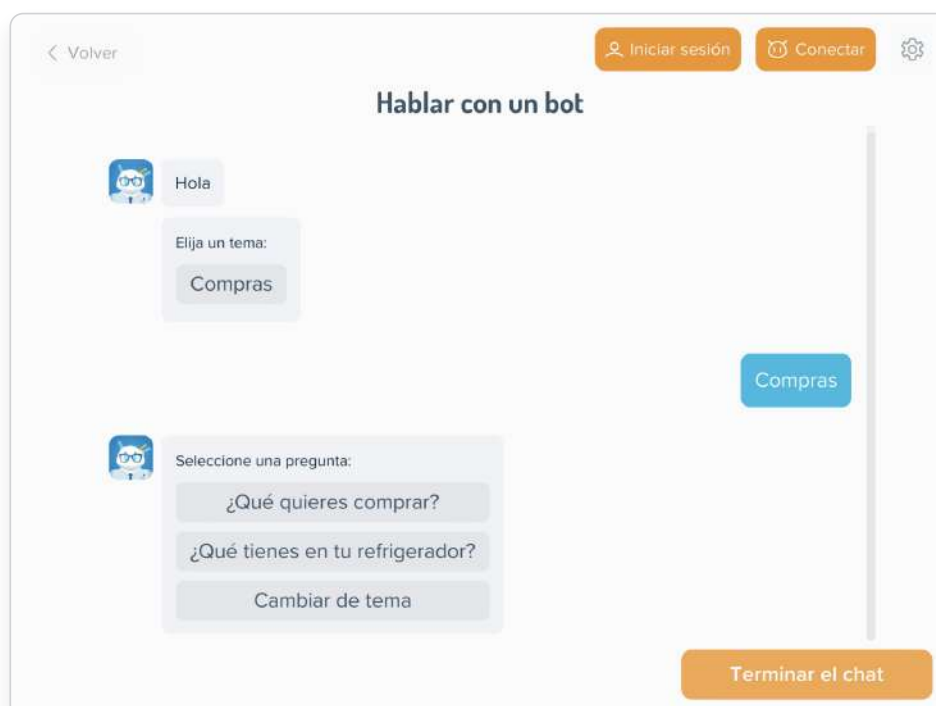 Volver
Iniciar sesión
Conectar
Hablar con un bot
Hola
Elija un tema:
Compras
Compras
Seleccione una pregunta:
¿Qué quieres comprar?
¿Qué tienes en tu refrigerador?
Cambiar de tema
Terminar el chat